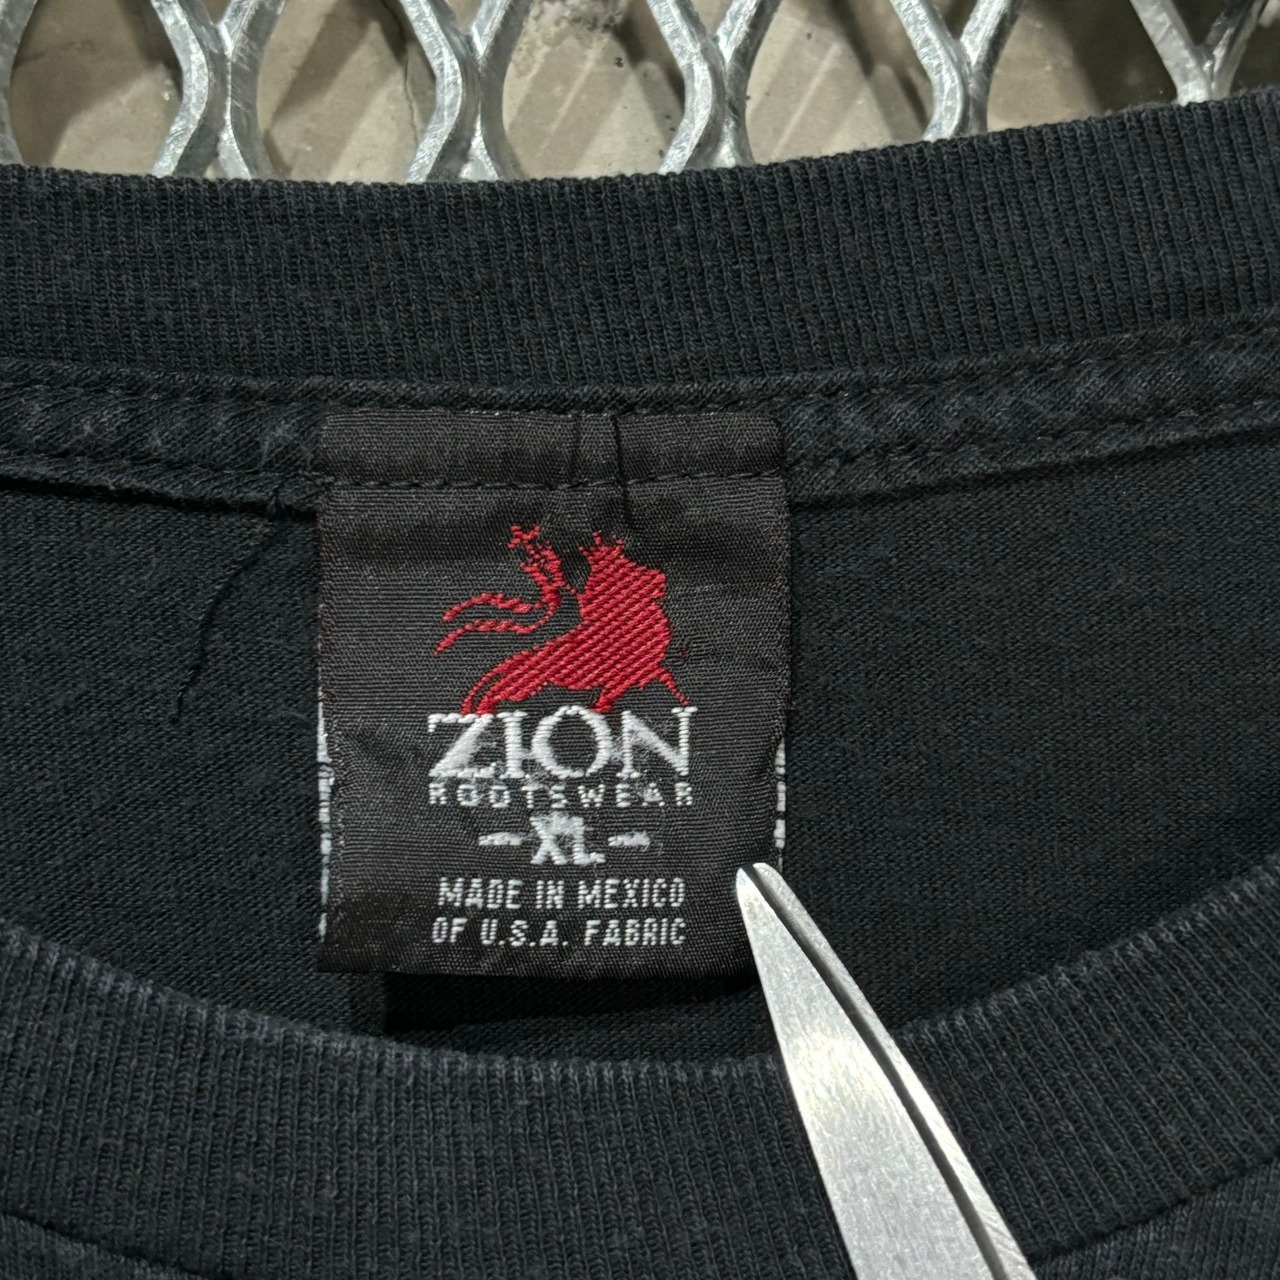 ZION
ROOTSWEAR
-XL-
MADE IN MEXICO
OF U.S.A. FABRIC